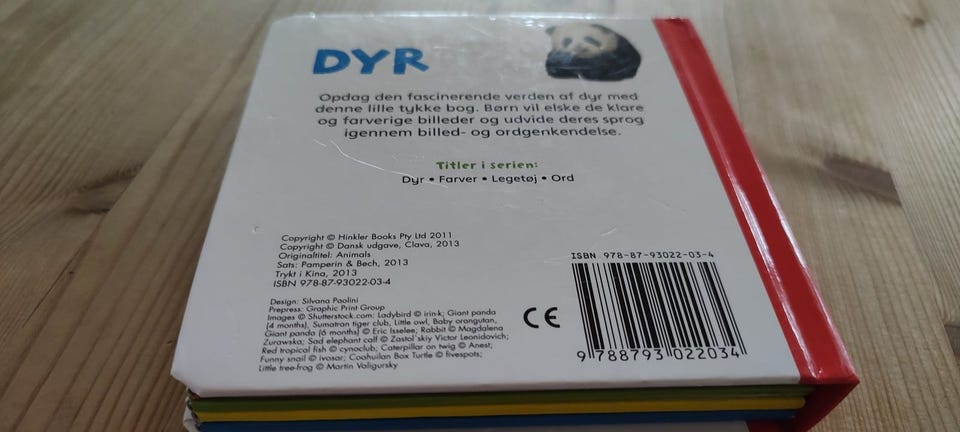 DYR
Opdag den fascinerende verden af dyr med
denne lille tykke bog. Børn vil elske de klare
og farverige billeder og udvide deres sprog
igennem billed- og ordgenkendelse.
Titler i serien:
Dyr • Farver • Legetøj • Ord
Copyright © Hinkler Books Pty Ltd 2011
Copyright © Dansk udgave, Clava, 2013
Originaltitel: Animals
Sats: Pamperin & Bech, 2013
Trykt i Kina, 2013
ISBN 978-87-93022-03-4
Design: Silvana Paolini
Prepress: Graphic Print Group
Images © Shutterstock.com: Ladybird © irin-k; Giant panda
(4 months), Sumatran tiger club, Little owl, Baby orangutan,
Giant panda (6 months) © Eric Isselee; Rabbit © Magdalena
Zurawska; Sad elephant calf © Zastol`skiy Victor Leonidovich;
Red tropical fish © cynoclub; Caterpillar on twig © Anest;
Funny snail © ivosar; Coahuilan Box Turtle © fivespots;
Little tree-frog © Martin Valigursky
CE
ISBN 978-87-93022-03-4
9 788793 022034